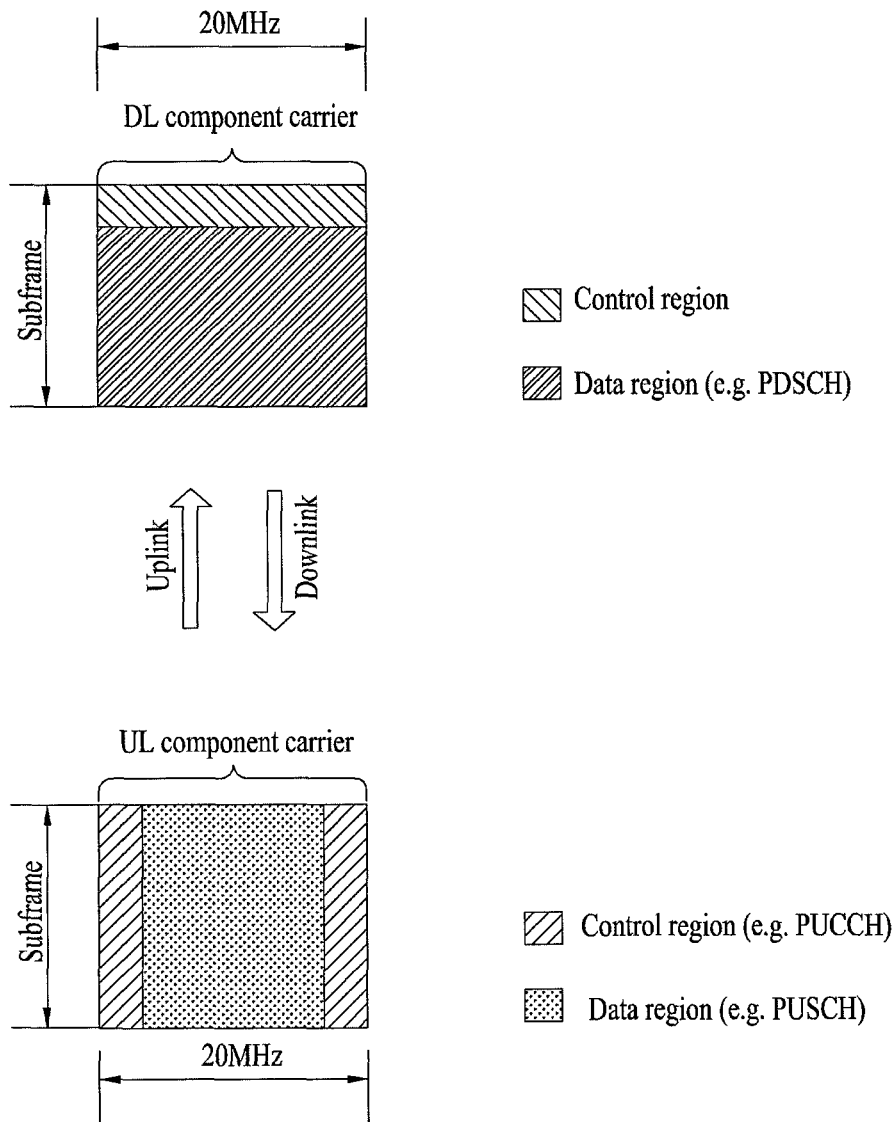 20MHz
DL component carrier
Subframe
Control region
Data region (e.g. PDSCH)
Uplink
Downlink
UL component carrier
Subframe
Control region (e.g. PUCCH)
Data region (e.g. PUSCH)
20MHz